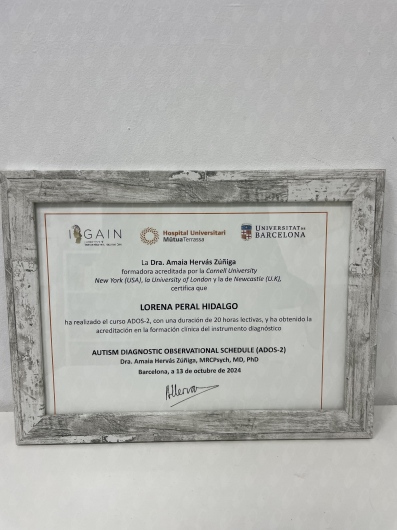 IGAIN
Hospital Universitari
MútuaTerrassa
UNIVERSITAT DE
BARCELONA
La Dra. Amaia Hervás Zúñiga
formadora acreditada por la Cornell University
New York (USA), la University of London y la de Newcastle (U.K),
certifica que
LORENA PERAL HIDALGO
ha realizado el curso ADOS-2, con una duración de 20 horas lectivas, y ha obtenido la
acreditación en la formación clínica del instrumento diagnóstico
AUTISM DIAGNOSTIC OBSERVATIONAL SCHEDULE (ADOS-2)
Dra. Amaia Hervás Zúñiga, MRCPsych, MD, PhD
Barcelona, a 13 de octubre de 2024